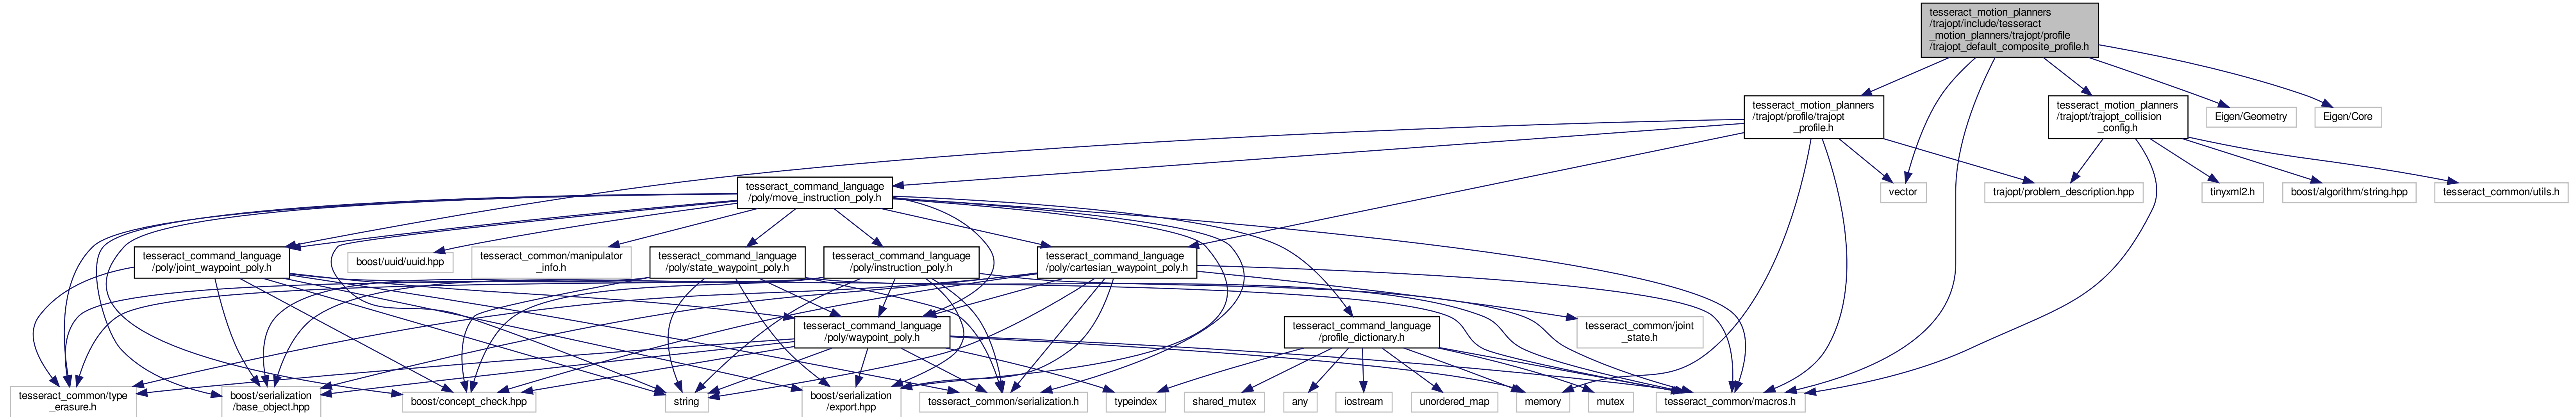 tesseract_motion_planners
/trajopt/include/tesseract
_motion_planners/trajopt/profile
/trajopt_default_composite_profile.h
tesseract_motion_planners
/trajopt/profile/trajopt
_profile.h
tesseract_motion_planners
/trajopt/trajopt_collision
_config.h
Eigen/Geometry
Eigen/Core
tesseract_command_language
/poly/move_instruction_poly.h
vector
trajopt/problem_description.hpp
tinyxml2.h
boost/algorithm/string.hpp
tesseract_common/utils.h
tesseract_command_language
/poly/joint_waypoint_poly.h
boost/uuid/uuid.hpp
tesseract_common/manipulator
_info.h
tesseract_command_language
/poly/state_waypoint_poly.h
tesseract_command_language
/poly/instruction_poly.h
tesseract_command_language
/poly/cartesian_waypoint_poly.h
tesseract_command_language
/poly/waypoint_poly.h
tesseract_command_language
/profile_dictionary.h
tesseract_common/joint
_state.h
tesseract_common/type
_erasure.h
boost/serialization
/base_object.hpp
boost/concept_check.hpp
string
boost/serialization
/export.hpp
tesseract_common/serialization.h
typeindex
shared_mutex
any
iostream
unordered_map
memory
mutex
tesseract_common/macros.h